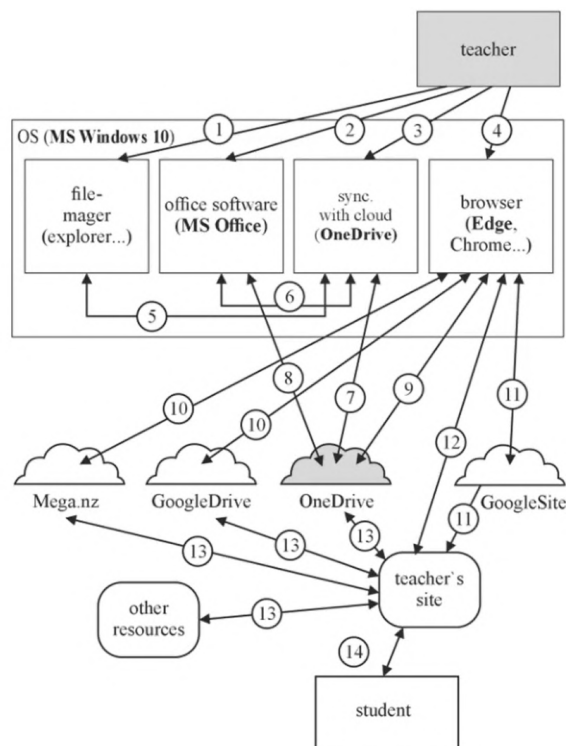 teacher
OS (MS Windows 10)
1
2
3
4
file-
mager
(explorer...)
office software
(MS Office)
sync.
with cloud
(OneDrive)
browser
(Edge,
Chrome...)
5
6
8
7
9
10
10
11
12
Mega.nz
GoogleDrive
OneDrive
GoogleSite
11
13
13
13
teacher`s
site
other
resources
13
14
student